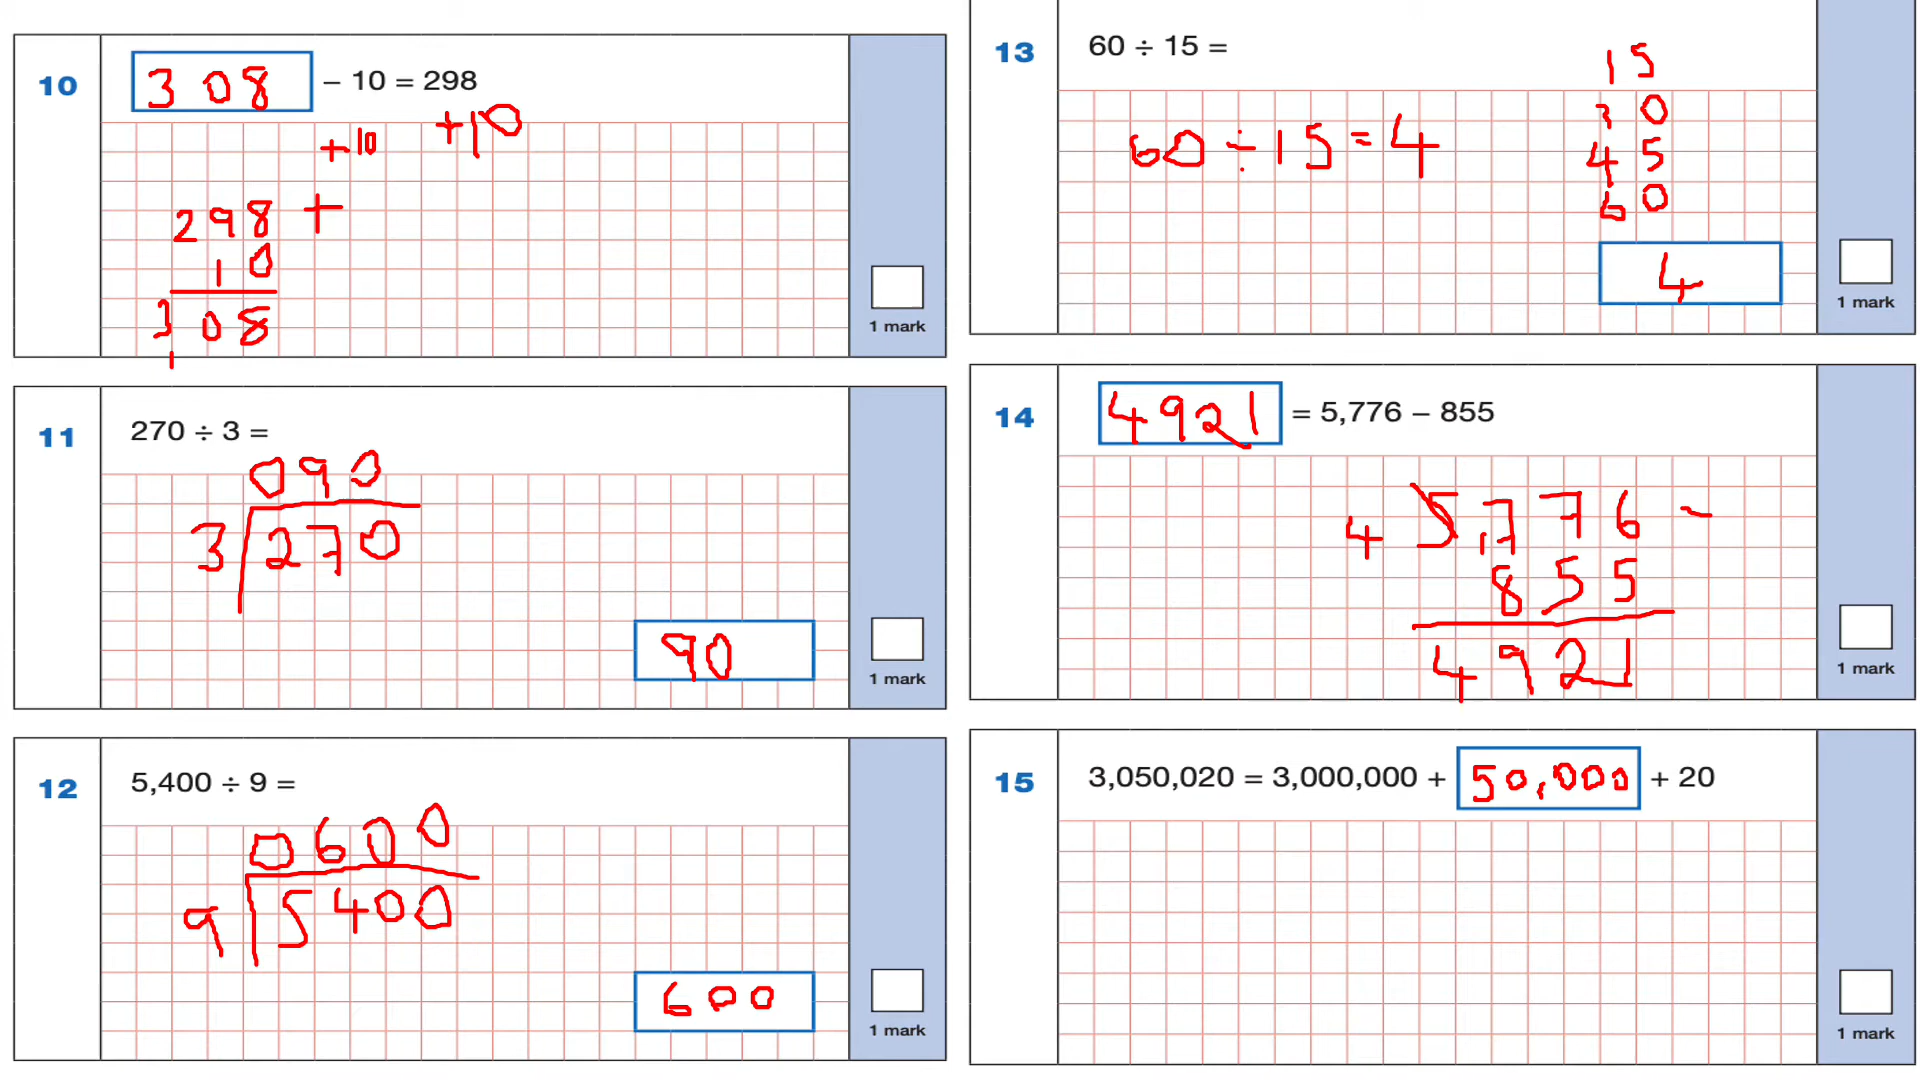 10
308 – 10 = 298
+10 +10
298 +
10
308
1
1 mark
11
270 ÷ 3 =
090
3 270
90
1 mark
12
5,400 ÷ 9 =
0600
9 5400
600
1 mark
13
60 ÷ 15 =
15
30
45
60
60 ÷ 15 = 4
4
1 mark
14
4921 = 5,776 – 855
4 5,1776 –
855
4921
1 mark
15
3,050,020 = 3,000,000 + 50,000 + 20
1 mark